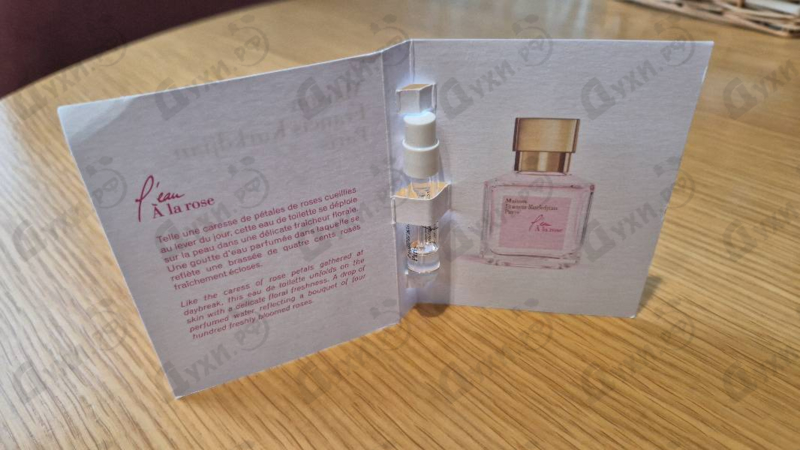 l'eau
À la rose
Telle une caresse de pétales de roses cueillies
au lever du jour, cette eau de toilette se déploie
sur la peau dans une délicate fraîcheur florale.
Une goutte d'eau parfumée dans laquelle se
reflète une brassée de quatre cents roses
fraîchement écloses.
Like the caress of rose petals gathered at
daybreak, this eau de toilette unfolds on the
skin with a delicate floral freshness. A drop of
perfumed water, reflecting a bouquet of four
hundred freshly bloomed roses.
Maison
Francis Kurkdjian
Paris
l'eau
À la rose
Духи.рф